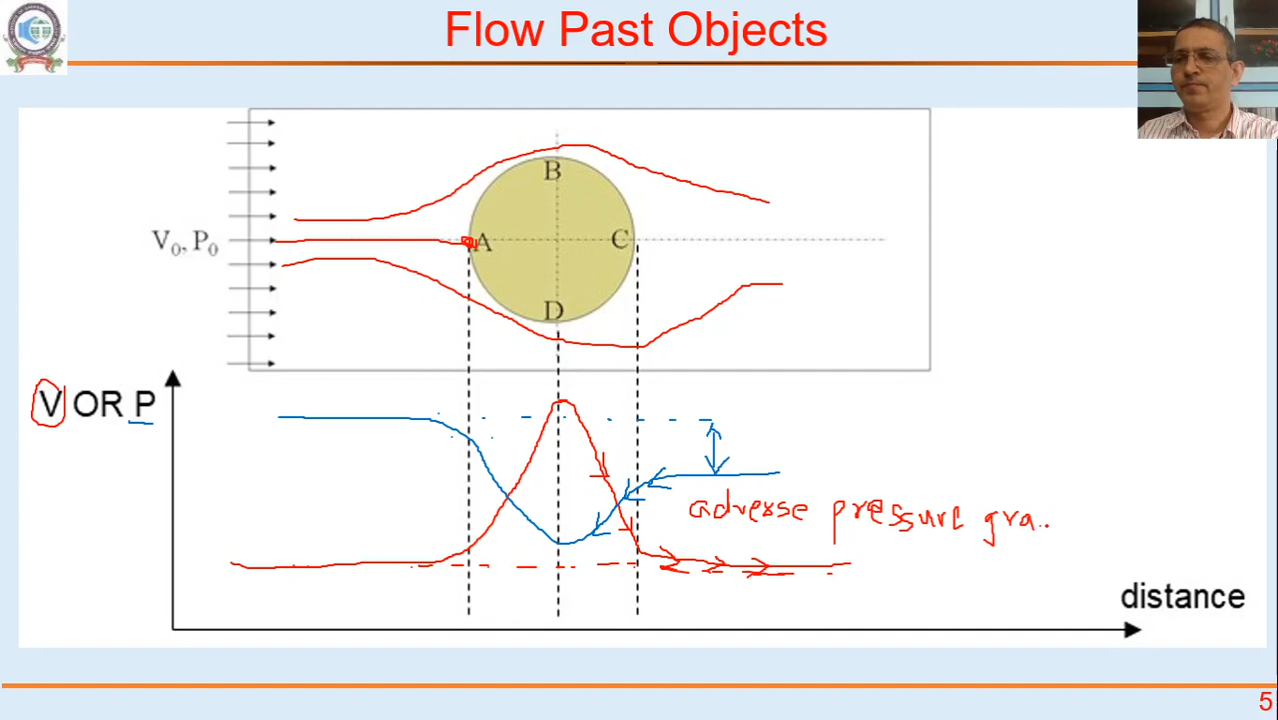 Flow Past Objects
B
V₀, P₀
A
C
D
V OR P
adverse pressure gra.
distance
5